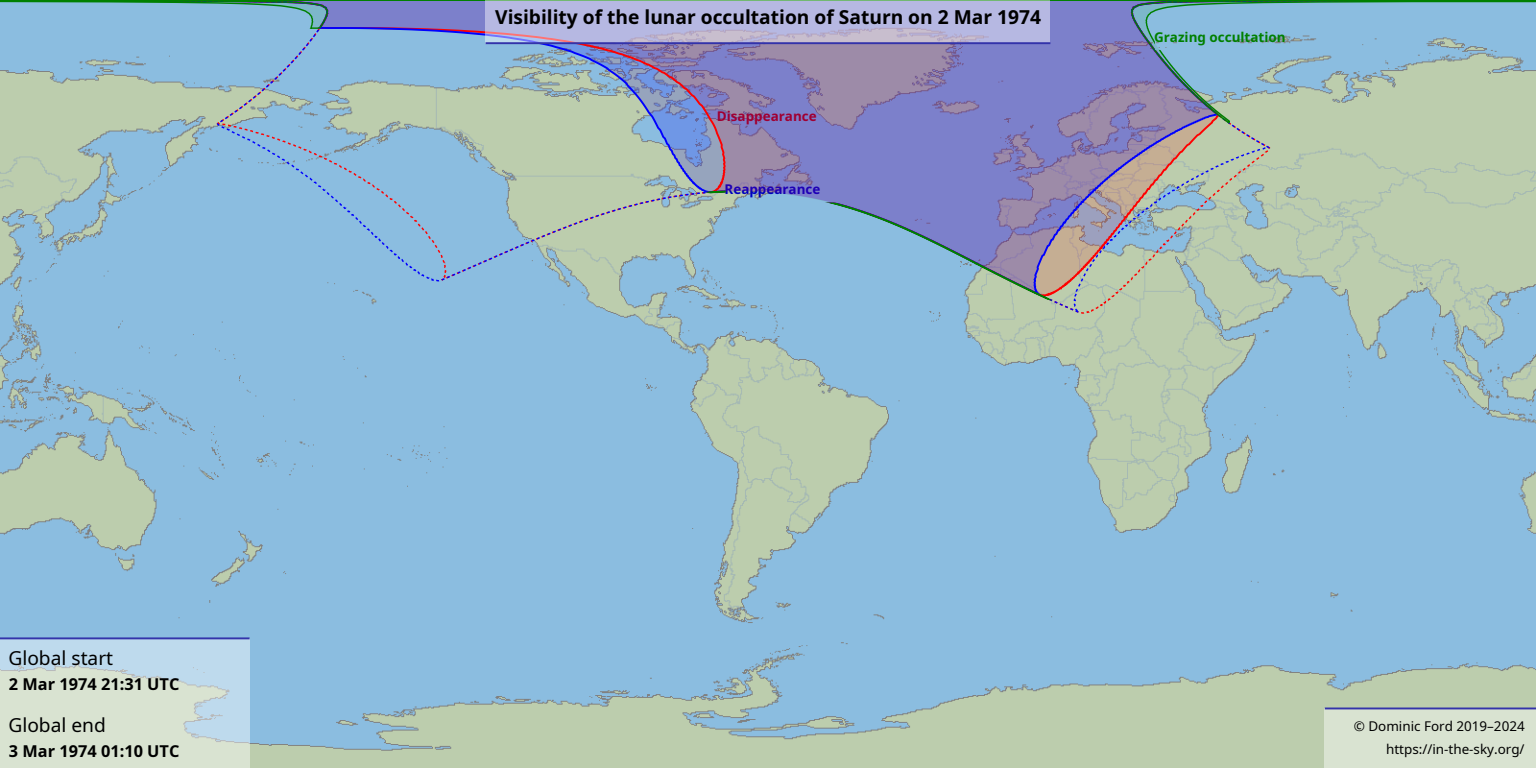 Visibility of the lunar occultation of Saturn on 2 Mar 1974
Grazing occultation
Disappearance
Reappearance
Global start
2 Mar 1974 21:31 UTC
Global end
3 Mar 1974 01:10 UTC
© Dominic Ford 2019–2024
https://in-the-sky.org/